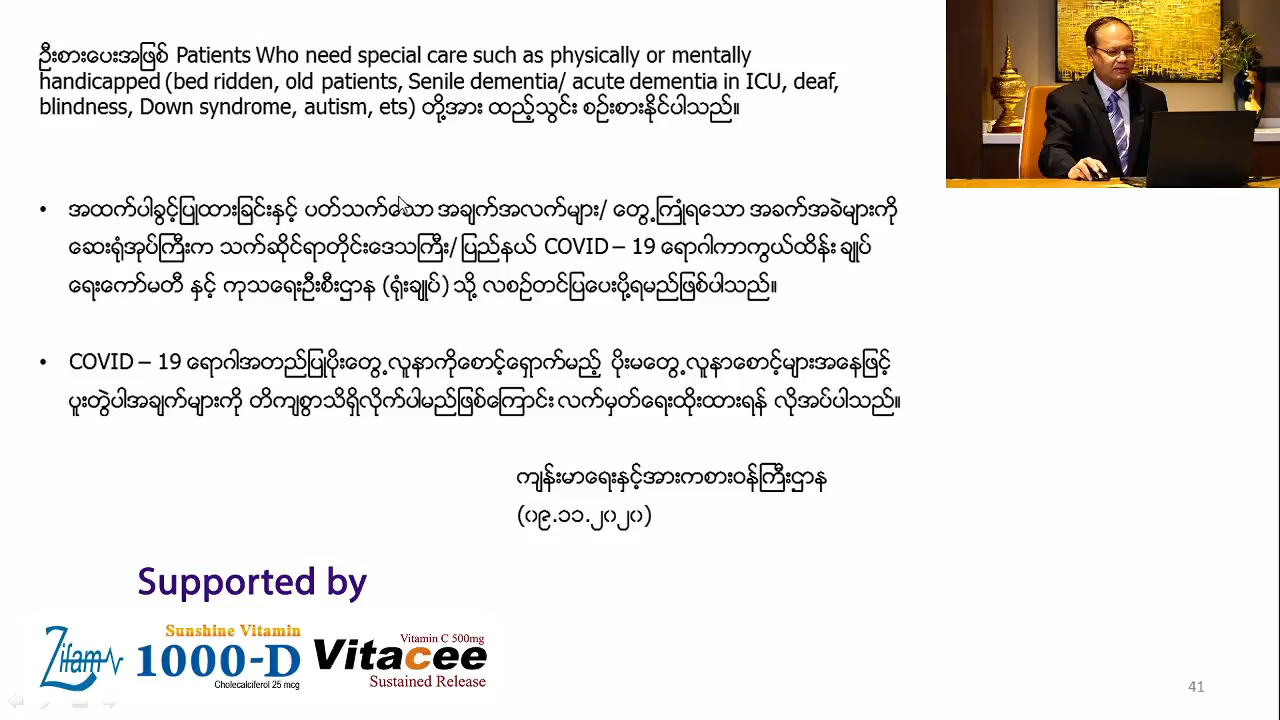 ဦးစားပေးအဖြစ် Patients Who need special care such as physically or mentally
handicapped (bed ridden, old patients, Senile dementia/ acute dementia in ICU, deaf,
blindness, Down syndrome, autism, ets) တို့အား ထည့်သွင်း စဉ်းစားနိုင်ပါသည်။
• အထက်ပါခွင့်ပြုထားခြင်းနှင့် ပတ်သက်သော အချက်အလက်များ/ တွေ့ကြုံရသော အခက်အခဲများကို
ဆေးရုံအုပ်ကြီးက သက်ဆိုင်ရာတိုင်းဒေသကြီး/ပြည်နယ် COVID – 19 ရောဂါကာကွယ်ထိန်းချုပ်
ရေးကော်မတီ နှင့် ကုသရေးဦးစီးဌာန (ရုံးချုပ်) သို့ လစဉ်တင်ပြပေးပို့ရမည်ဖြစ်ပါသည်။
• COVID – 19 ရောဂါအတည်ပြုပိုးတွေ့လူနာကိုစောင့်ရှောက်မည့် ပိုးမတွေ့လူနာစောင့်များအနေဖြင့်
ပူးတွဲပါအချက်များကို တိကျစွာသိရှိလိုက်ပါမည်ဖြစ်ကြောင်း လက်မှတ်ရေးထိုးထားရန် လိုအပ်ပါသည်။
ကျန်းမာရေးနှင့်အားကစားဝန်ကြီးဌာန
(၀၉.၁၁.၂၀၂၀)
Supported by
Zifam
Sunshine Vitamin
1000-D
Cholecalciferol 25 mcg
Vitamin C 500mg
Vitacee
Sustained Release
41